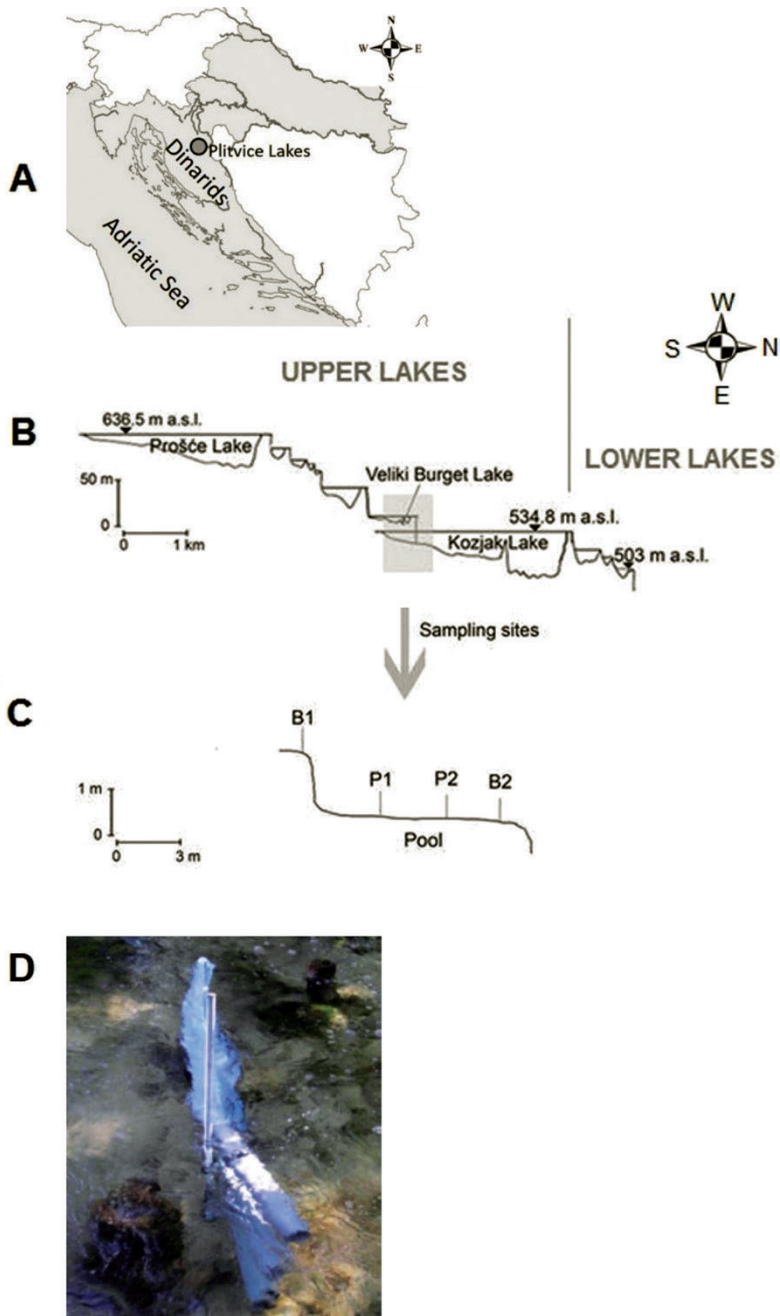 N
W E
S
A
Plitvice Lakes
Dinarids
Adriatic Sea
W
S N
E
UPPER LAKES
B
636.5 m a.s.l.
Prošće Lake
LOWER LAKES
Veliki Burget Lake
50 m
0
534.8 m a.s.l.
Kozjak Lake
503 m a.s.l.
0 1 km
Sampling sites
C
B1
1 m
P1 P2 B2
0
Pool
0 3 m
D